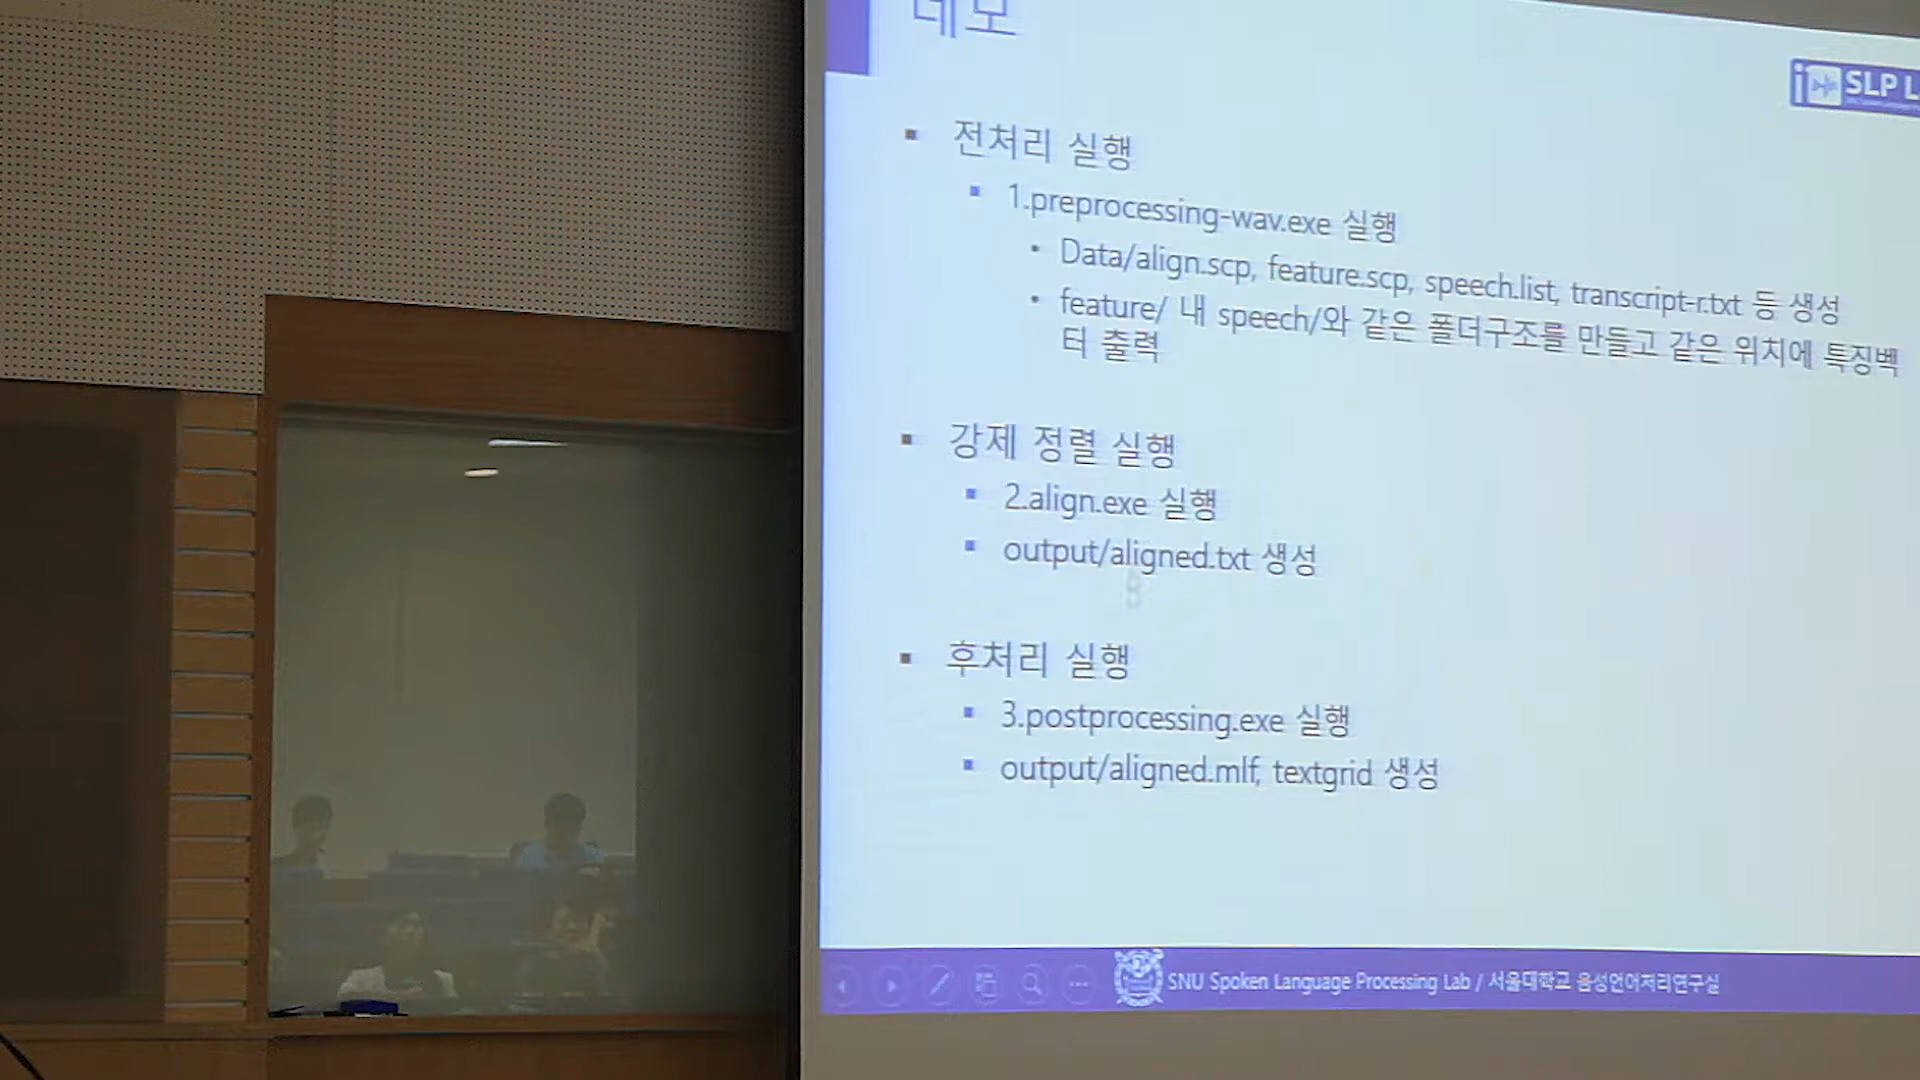 데모
SLP L
전처리 실행
1.preprocessing-wav.exe 실행
Data/align.scp, feature.scp, speech.list, transcript-r.txt 등 생성
feature/ 내 speech/와 같은 폴더구조를 만들고 같은 위치에 특징벡
터 출력
강제 정렬 실행
2.align.exe 실행
output/aligned.txt 생성
후처리 실행
3.postprocessing.exe 실행
output/aligned.mlf, textgrid 생성
SNU Spoken Language Processing Lab / 서울대학교 음성언어처리연구실